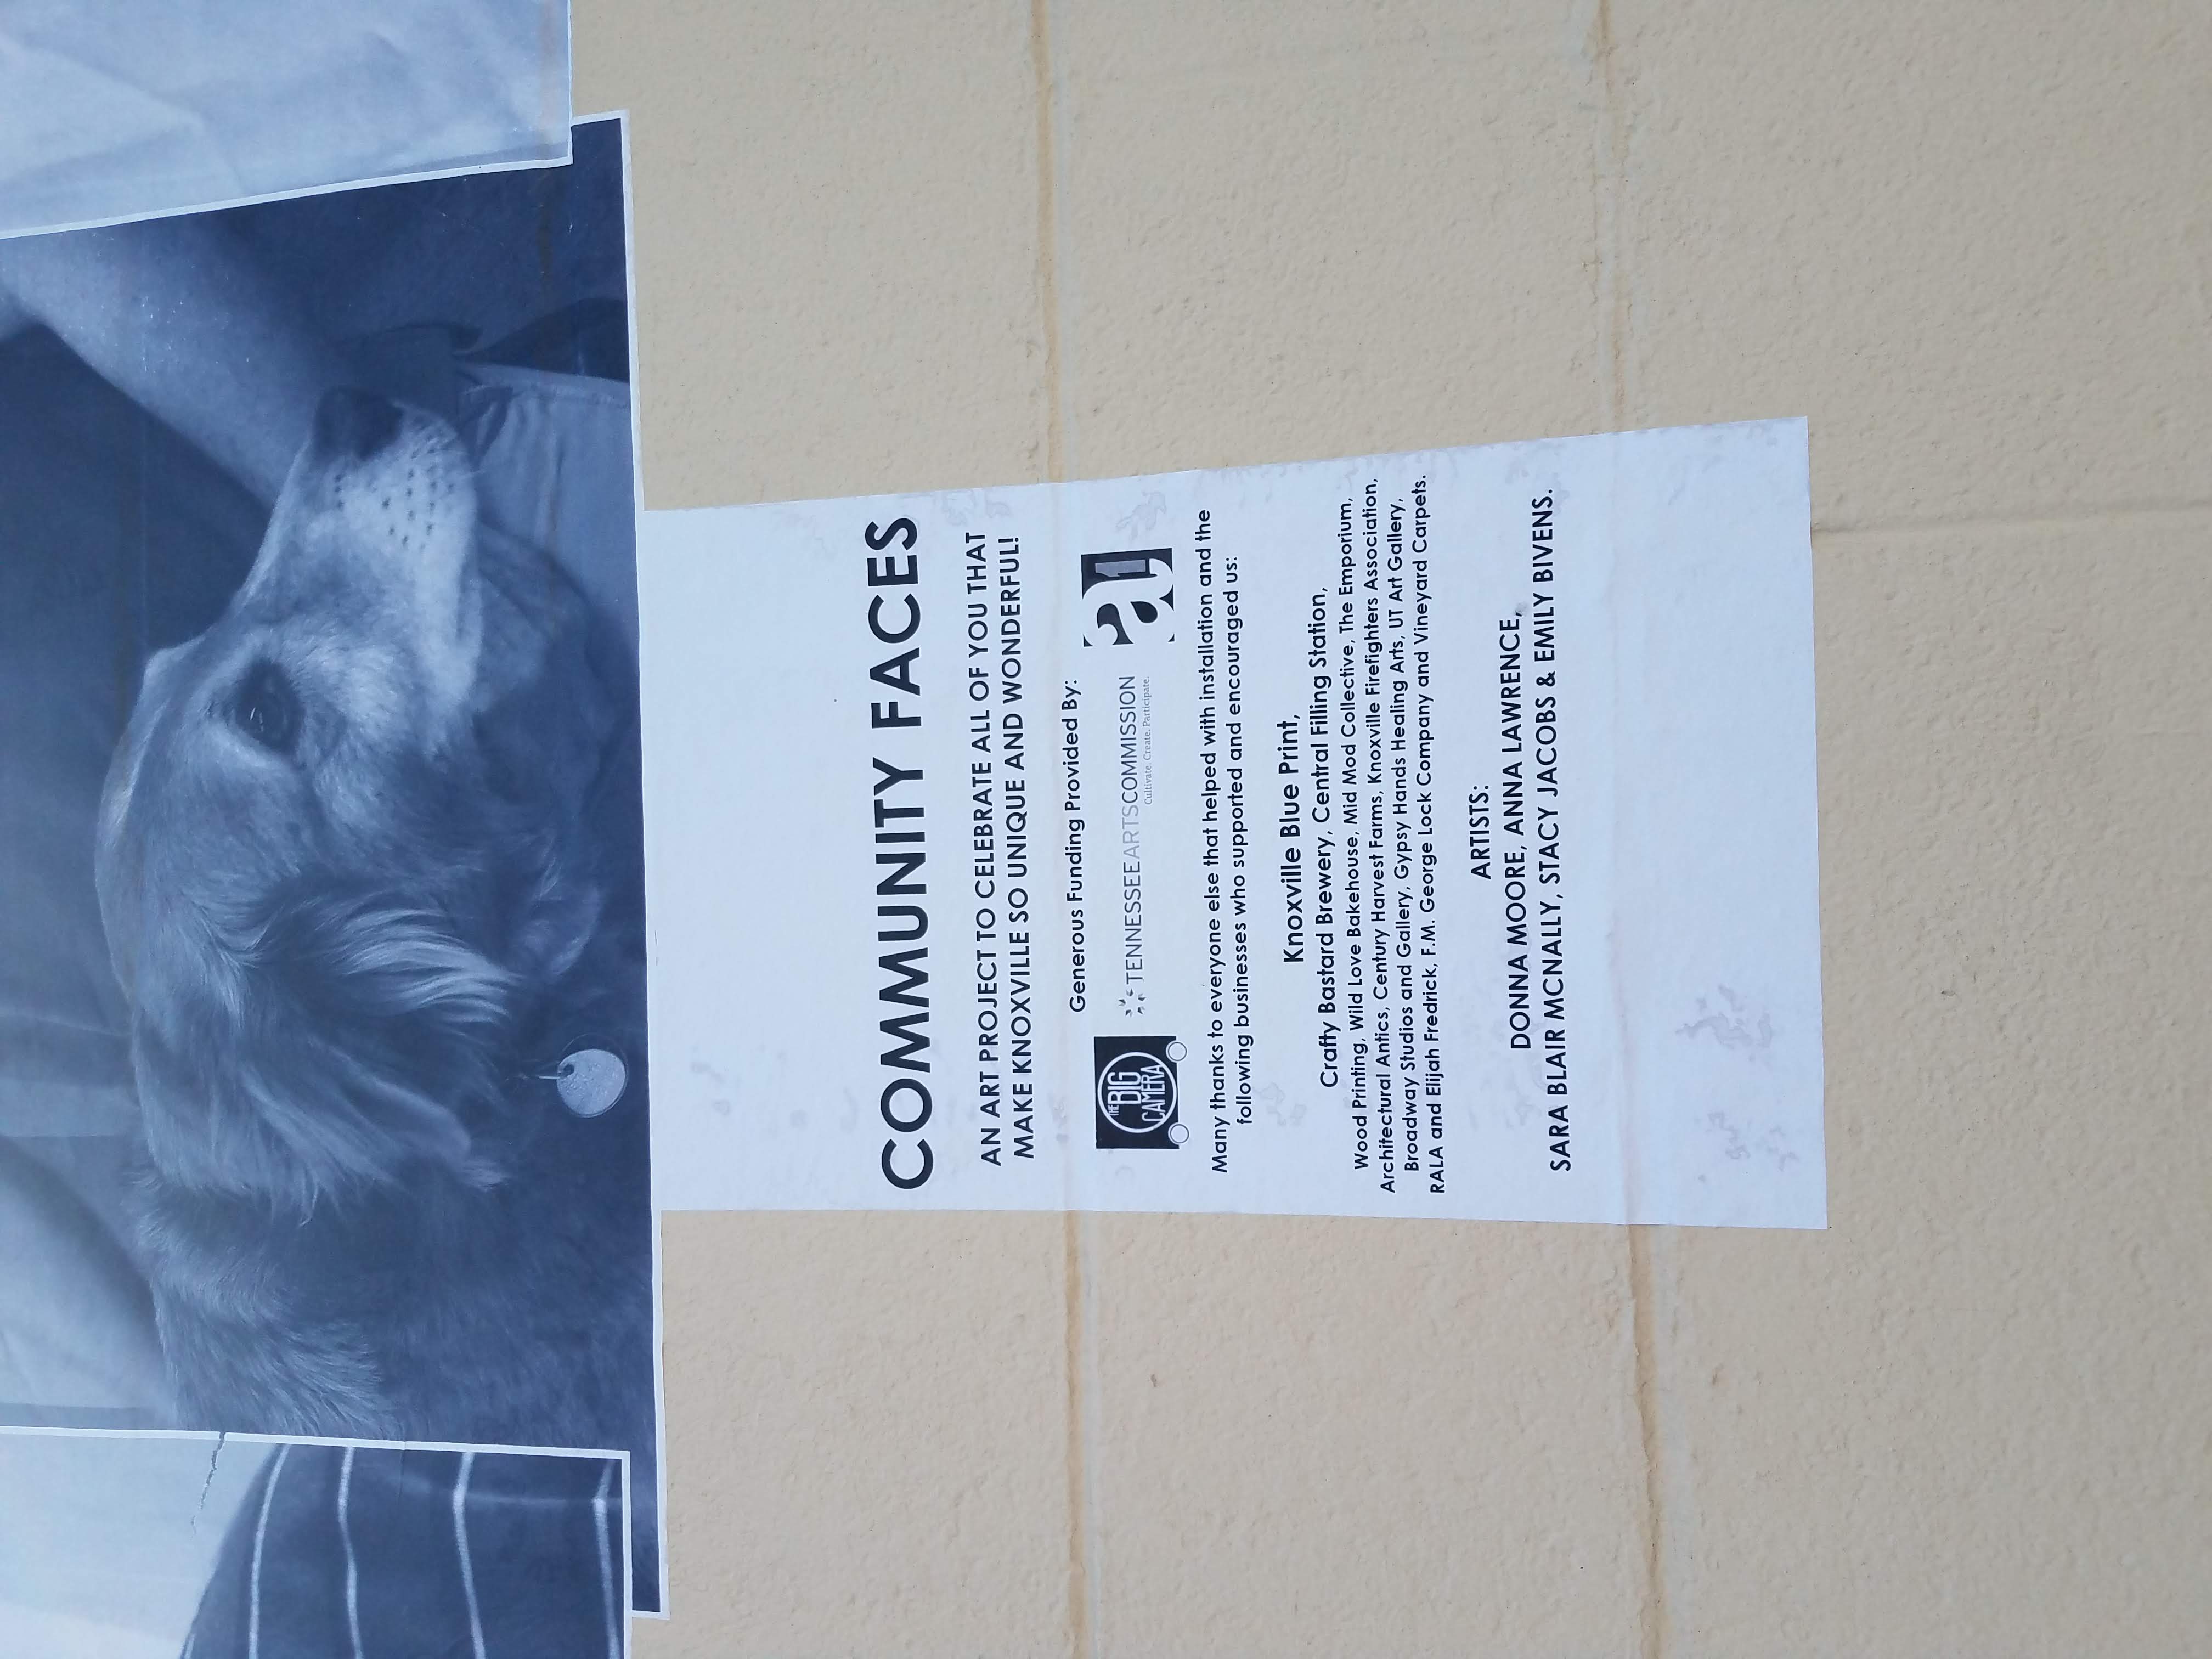 COMMUNITY FACES
AN ART PROJECT TO CELEBRATE ALL OF YOU THAT
MAKE KNOXVILLE SO UNIQUE AND WONDERFUL!
Generous Funding Provided By:
THE
BIG
CAMERA
TENNESSEEARTSCOMMISSION
Cultivate. Create. Participate.
a1
Many thanks to everyone else that helped with installation and the
following businesses who supported and encouraged us:
Knoxville Blue Print,
Crafty Bastard Brewery, Central Filling Station,
Wood Printing, Wild Love Bakehouse, Mid Mod Collective, The Emporium,
Architectural Antics, Century Harvest Farms, Knoxville Firefighters Association,
Broadway Studios and Gallery, Gypsy Hands Healing Arts, UT Art Gallery,
RALA and Elijah Fredrick, F.M. George Lock Company and Vineyard Carpets.
ARTISTS:
DONNA MOORE, ANNA LAWRENCE,
SARA BLAIR MCNALLY, STACY JACOBS & EMILY BIVENS.